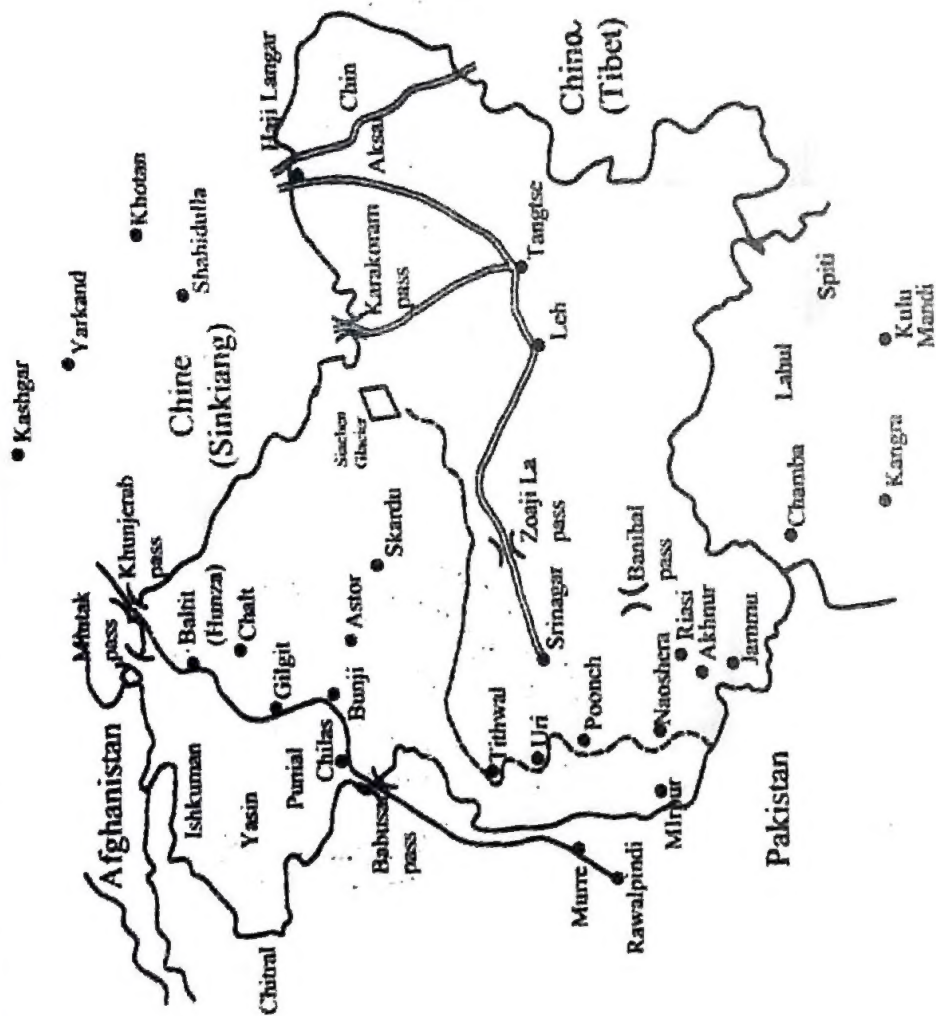 Kashgar
Yarkand
Khotan
Shahidulla
Chine
(Sinkiang)
Haji Langar
Aksai
Chin
Afghanistan
Mintak
pass
Khunjerab
pass
Baltit
(Hunza)
Chalt
Gilgit
Ishkuman
Yasin
Punial
Chitral
Chilas
Bunji
Astor
Skardu
Siachen
Glacier
Karakoram
pass
China
(Tibet)
Babusar
pass
Tangtse
Leh
Zoaji La
pass
Srinagar
Tithwal
Uri
Poonch
Murre
Rawalpindi
Mirpur
Naoshera
Riasi
Akhnur
Jammu
Banihal
pass
Pakistan
Chamba
Lahul
Spiti
Kangra
Kulu
Mandi